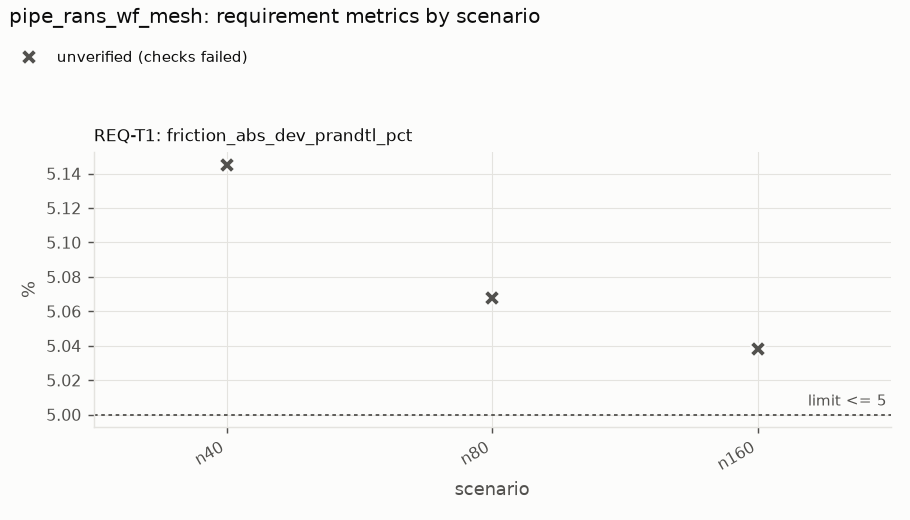 pipe_rans_wf_mesh: requirement metrics by scenario
unverified (checks failed)
REQ-T1: friction_abs_dev_prandtl_pct
5.14
5.12
5.10
5.08
5.06
5.04
5.02
5.00
%
limit <= 5
n40
n80
n160
scenario